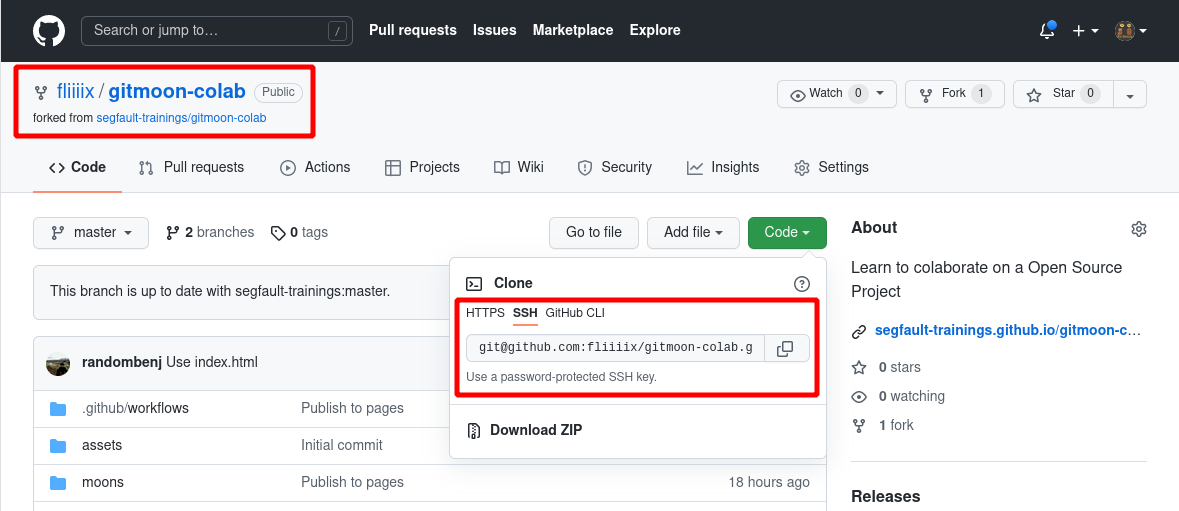 Search or jump to… / Pull requests Issues Marketplace Explore
fliiiix / gitmoon-colab Public
forked from segfault-trainings/gitmoon-colab
Watch 0 Fork 1 Star 0
Code Pull requests Actions Projects Wiki Security Insights Settings
master 2 branches 0 tags Go to file Add file Code
This branch is up to date with segfault-trainings:master.
Clone
HTTPS SSH GitHub CLI
git@github.com:fliiiix/gitmoon-colab.g
Use a password-protected SSH key.
Download ZIP
randombenj Use index.html
.github/workflows Publish to pages
assets Initial commit
moons Publish to pages 18 hours ago
About
Learn to colaborate on a Open Source
Project
segfault-trainings.github.io/gitmoon-c…
0 stars
0 watching
1 fork
Releases